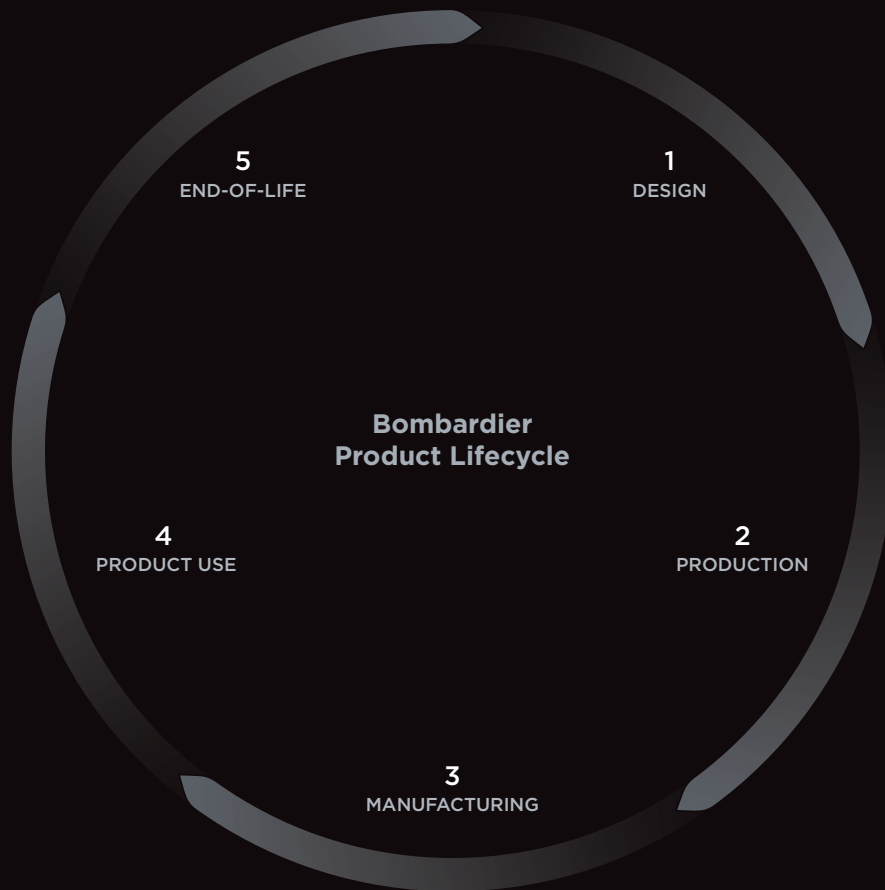 5
END-OF-LIFE
1
DESIGN
Bombardier
Product Lifecycle
4
PRODUCT USE
2
PRODUCTION
3
MANUFACTURING